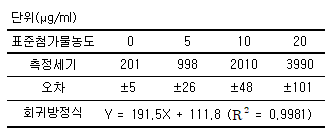 단위(μg/ml)
표준첨가물농도 0 5 10 20
측정세기 201 998 2010 3990
오차 ±5 ±26 ±48 ±101
회귀방정식 Y = 191.5X + 111.8 (R² = 0.9981)